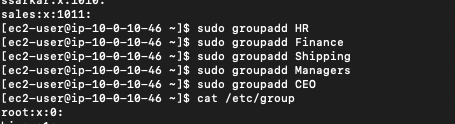 ssarkar:x:1010:
sales:x:1011:
[ec2-user@ip-10-0-10-46 ~]$ sudo groupadd HR
[ec2-user@ip-10-0-10-46 ~]$ sudo groupadd Finance
[ec2-user@ip-10-0-10-46 ~]$ sudo groupadd Shipping
[ec2-user@ip-10-0-10-46 ~]$ sudo groupadd Managers
[ec2-user@ip-10-0-10-46 ~]$ sudo groupadd CEO
[ec2-user@ip-10-0-10-46 ~]$ cat /etc/group
root:x:0: